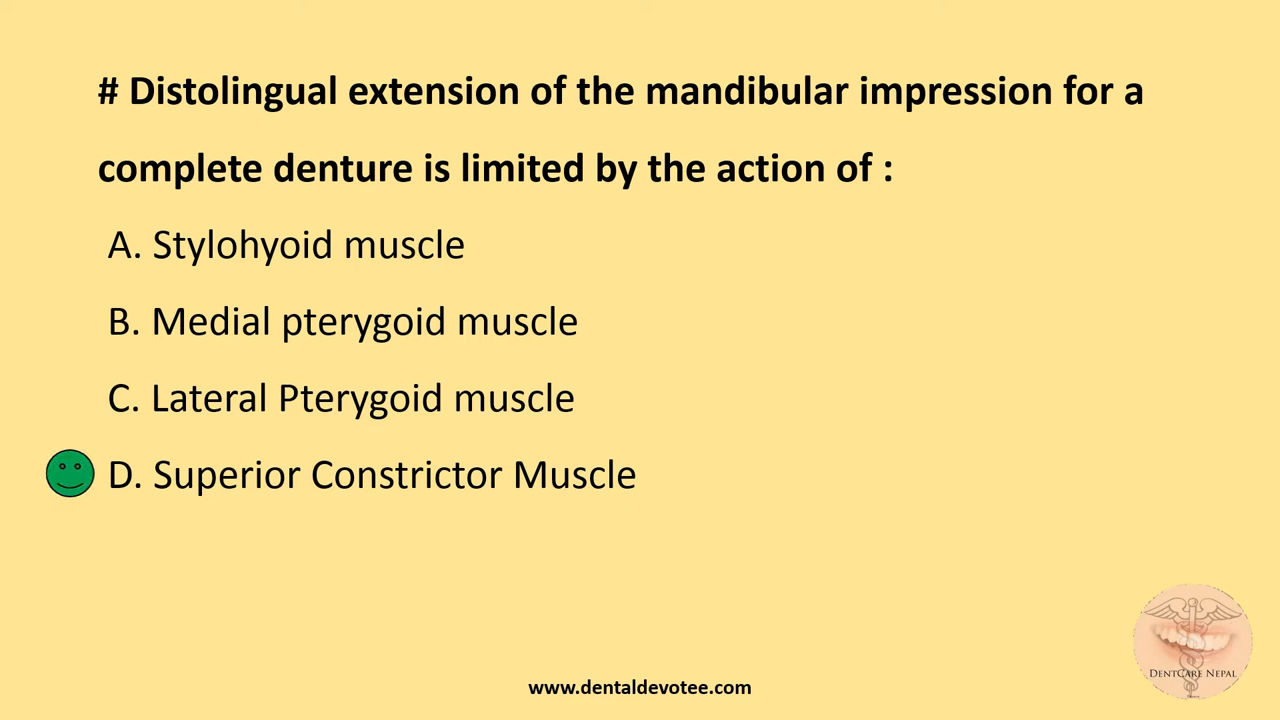 # Distolingual extension of the mandibular impression for a
complete denture is limited by the action of :
A. Stylohyoid muscle
B. Medial pterygoid muscle
C. Lateral Pterygoid muscle
D. Superior Constrictor Muscle
DENTCARE NEPAL
www.dentaldevotee.com